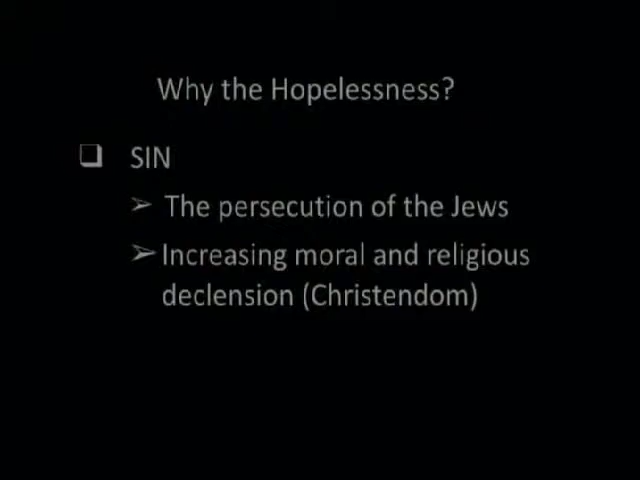 Why the Hopelessness?
❑ SIN
➢ The persecution of the Jews
➢ Increasing moral and religious
declension (Christendom)